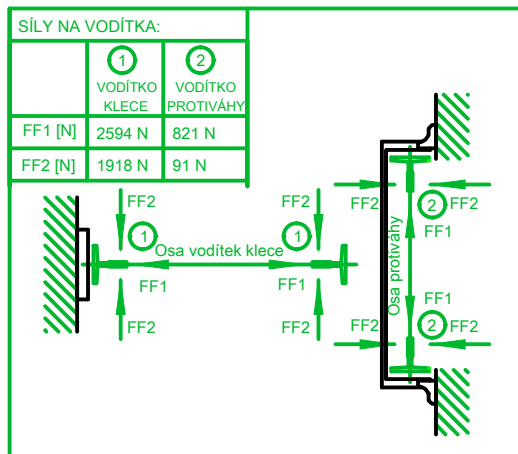 SÍLY NA VODÍTKA:
1 2
VODÍTKO VODÍTKO
KLECE PROTIVÁHY
FF1 [N] 2594 N 821 N
FF2 [N] 1918 N 91 N
FF2 FF2 FF2 FF2
1 1 2
Osa vodítek klece
FF1 FF1 FF1
Osa protiváhy
FF1
FF2 FF2 FF2 2 FF2